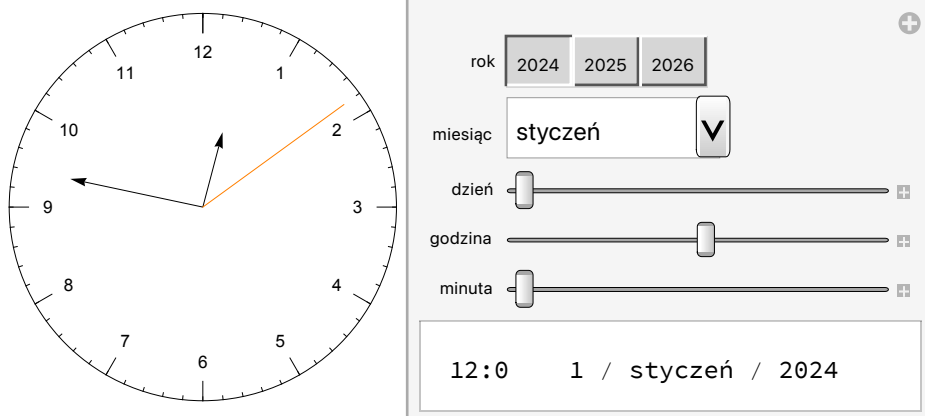 12
11
1
10
2
9
3
8
4
7
5
6
rok 2024 2025 2026
miesiąc styczeń
dzień
godzina
minuta
12:0 1 / styczeń / 2024